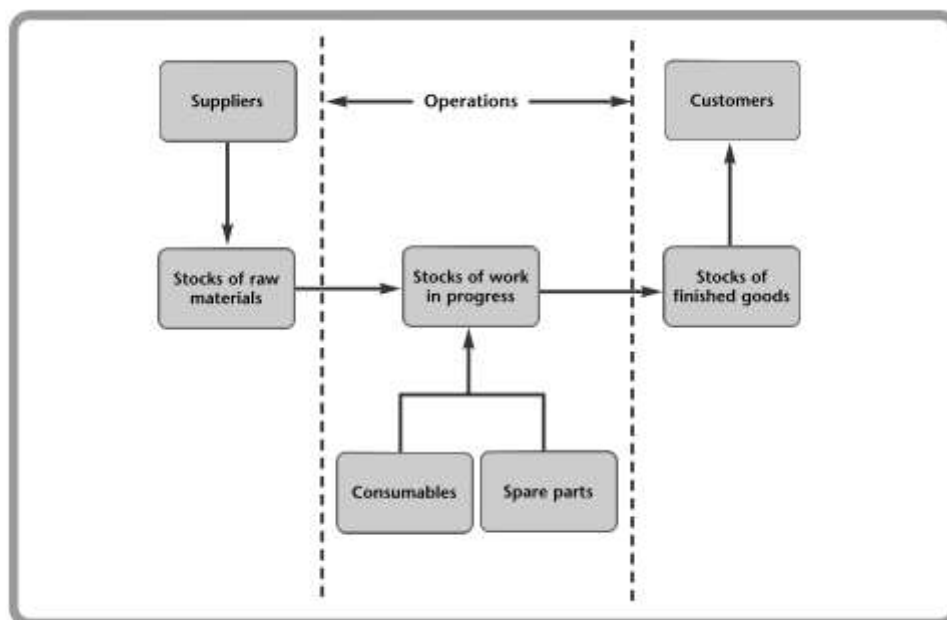 Suppliers
Operations
Customers
Stocks of raw
materials
Stocks of work
in progress
Stocks of
finished goods
Consumables
Spare parts